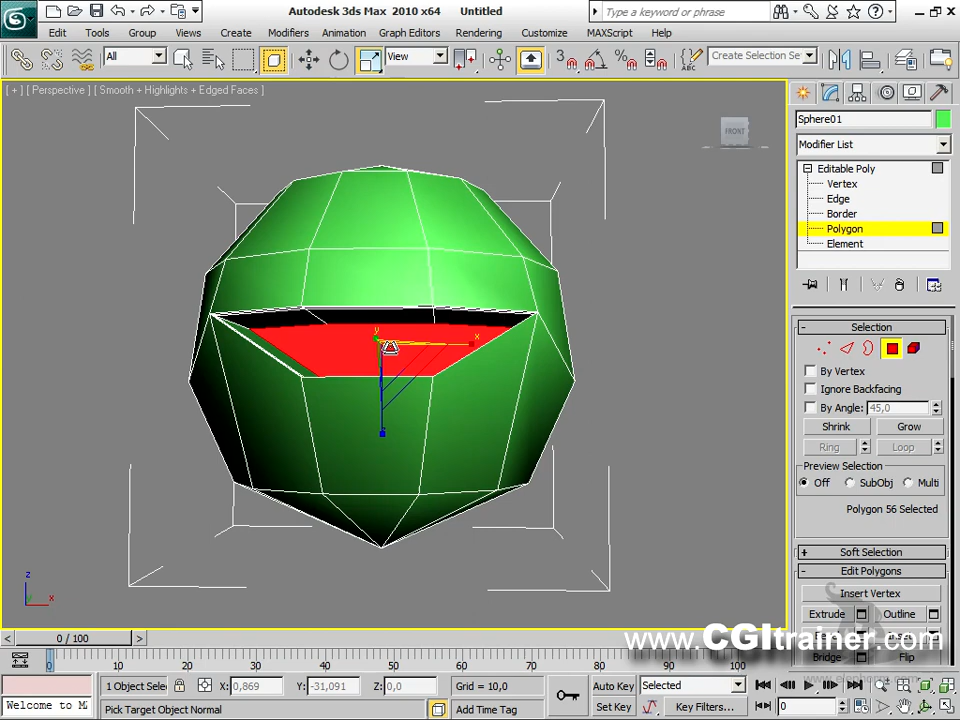 Autodesk 3ds Max 2010 x64 Untitled
Type a keyword or phrase
Edit Tools Group Views Create Modifiers Animation Graph Editors Rendering Customize MAXScript Help
All View 3 Create Selection Se
[ + ] [ Perspective ] [ Smooth + Highlights + Edged Faces ]
FRONT
Sphere01
Modifier List
Editable Poly
Vertex
Edge
Border
Polygon
Element
- Selection
By Vertex
Ignore Backfacing
By Angle: 45,0
Shrink Grow
Ring Loop
Preview Selection
Off SubObj Multi
Polygon 56 Selected
+ Soft Selection
- Edit Polygons
Insert Vertex
Extrude Outline
Bridge Flip
y
x
z
x
www.CGItrainer.com
< 0 / 100 >
0 10 20 30 40 50 60 70 80 90 100
1 Object Selec X: 0,869 Y: -31,091 Z: 0,0 Grid = 10,0 Auto Key Selected
Welcome to M Pick Target Object Normal Add Time Tag Set Key Key Filters... 0